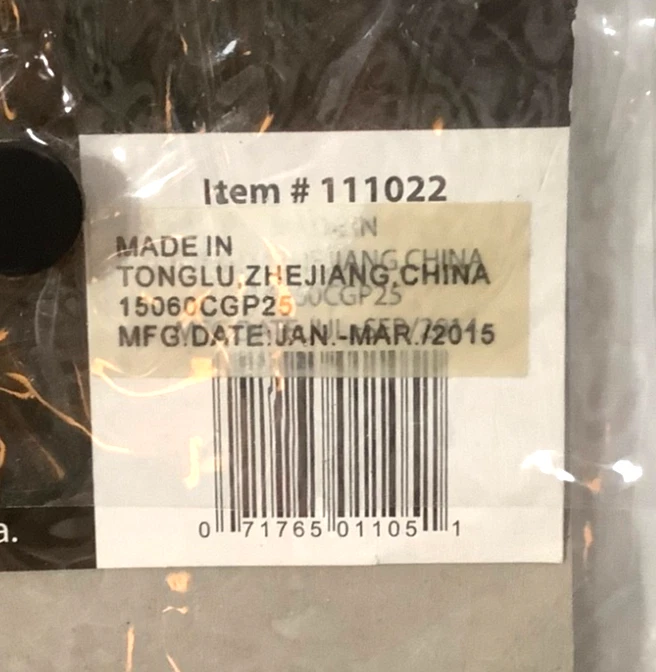 Item # 111022
MADE IN
TONGLU,ZHEJIANG,CHINA
15060CGP25
MFG.DATE:JAN.-MAR./2015
0 71765 01105 1
a.